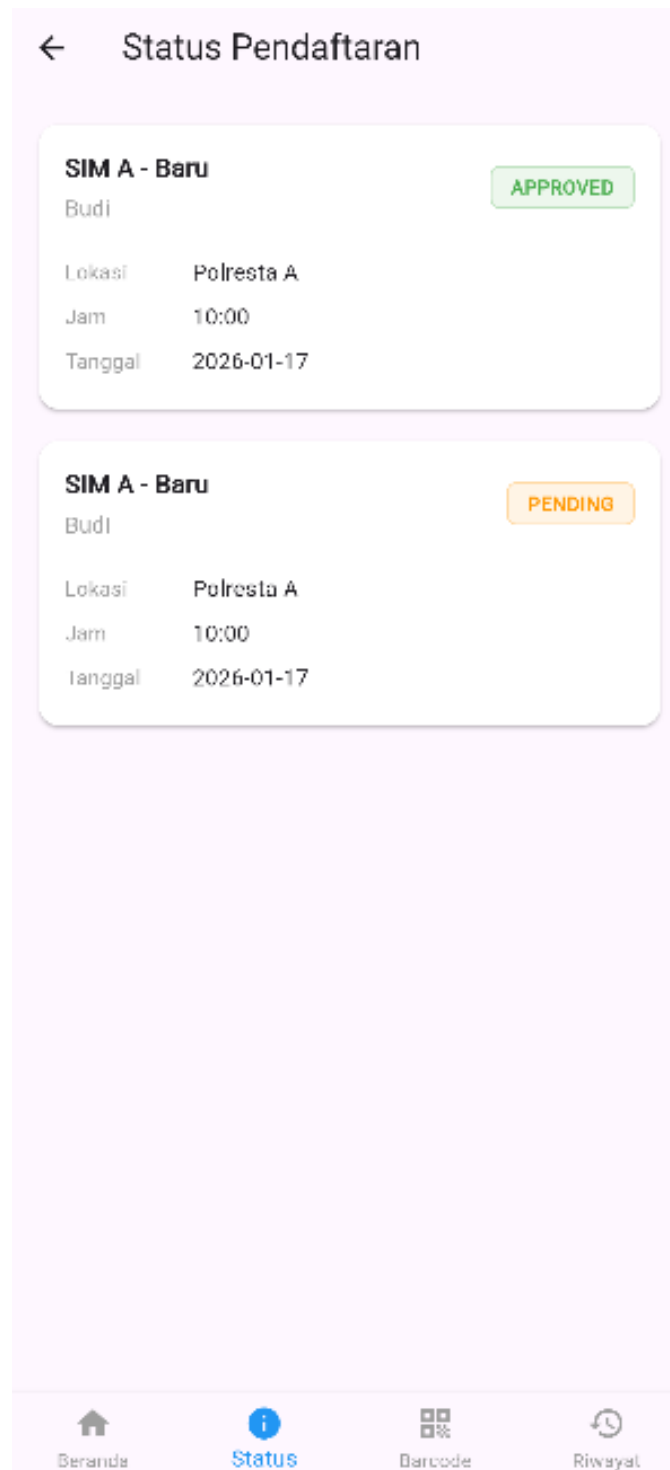 Status Pendaftaran
SIM A - Baru
APPROVED
Budi
Lokasi Polresta A
Jam 10:00
Tanggal 2026-01-17
SIM A - Baru
PENDING
Budi
Lokasi Polresta A
Jam 10:00
Tanggal 2026-01-17
Beranda Status Barcode Riwayat